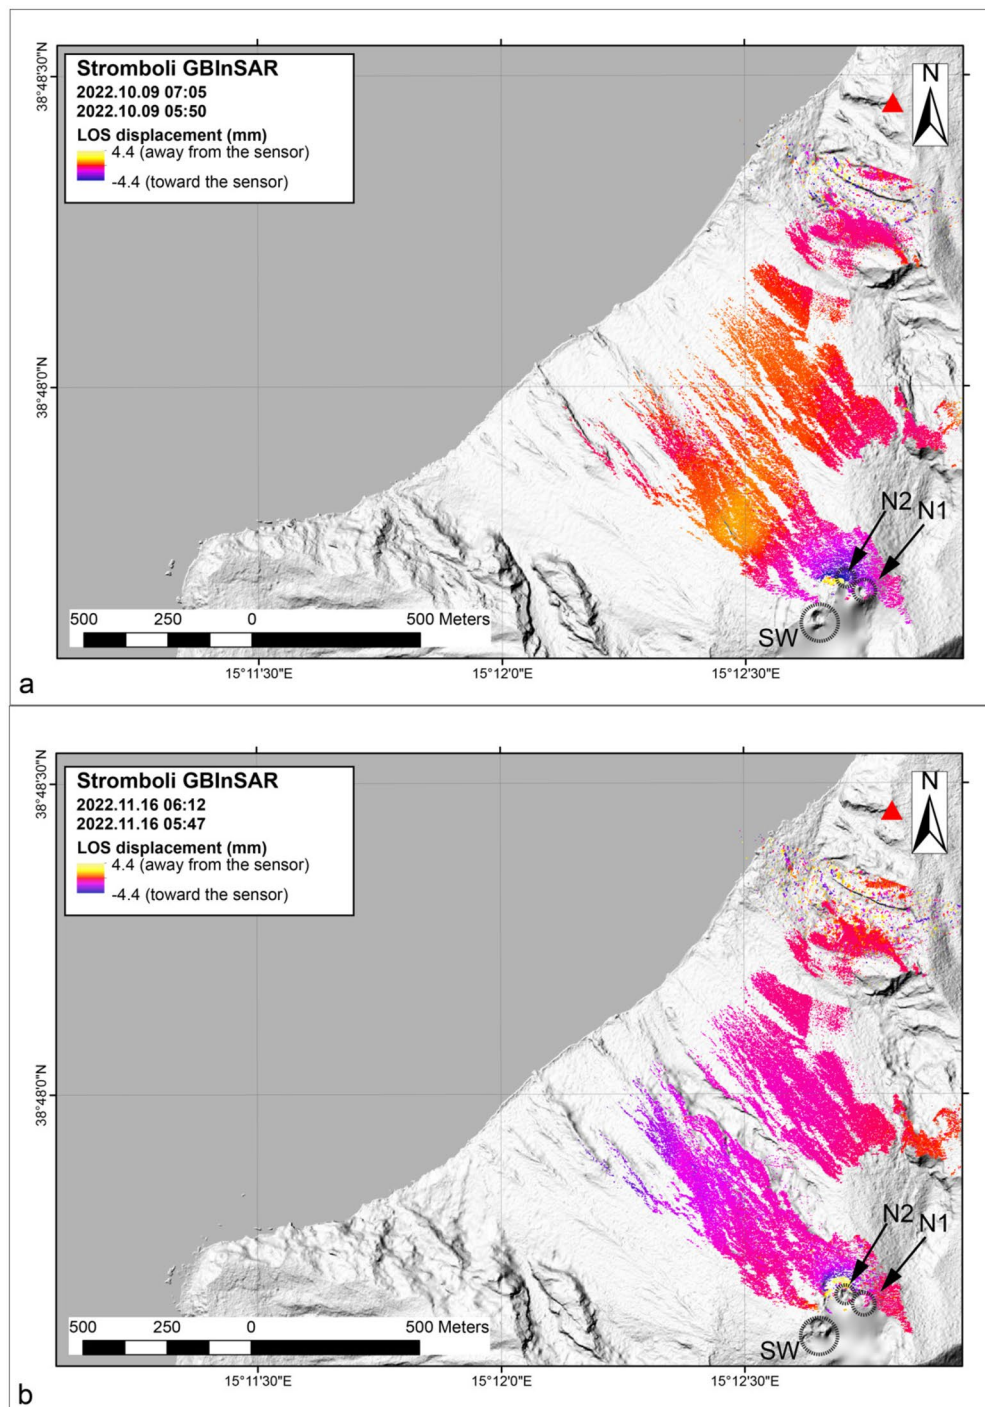 Stromboli GBInSAR
2022.10.09 07:05
2022.10.09 05:50
LOS displacement (mm)
4.4 (away from the sensor)
-4.4 (toward the sensor)
N
38°48'30"N
38°48'0"N
N2
N1
SW
500 250 0 500 Meters
15°11'30"E 15°12'0"E 15°12'30"E
a
Stromboli GBInSAR
2022.11.16 06:12
2022.11.16 05:47
LOS displacement (mm)
4.4 (away from the sensor)
-4.4 (toward the sensor)
N
38°48'30"N
38°48'0"N
N2
N1
SW
500 250 0 500 Meters
15°11'30"E 15°12'0"E 15°12'30"E
b